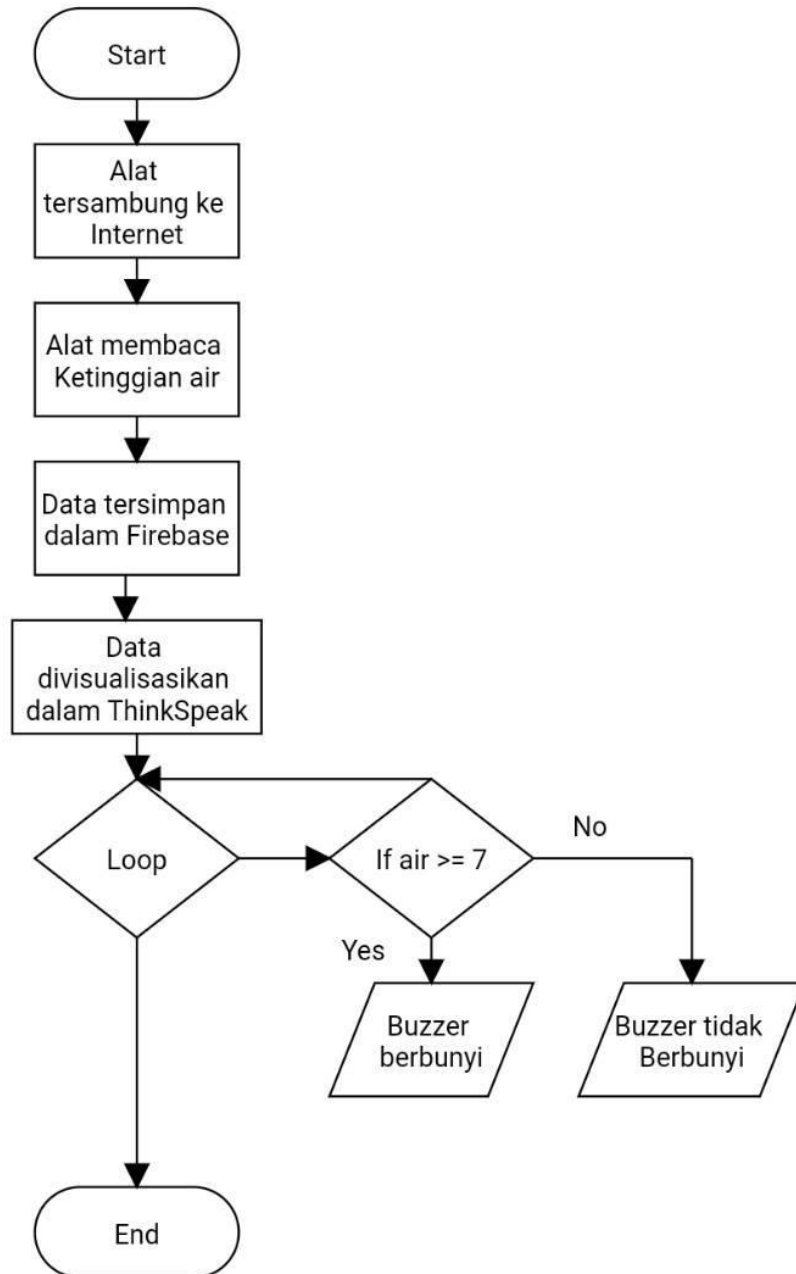 Start
Alat
tersambung ke
Internet
Alat membaca
Ketinggian air
Data tersimpan
dalam Firebase
Data
divisualisasikan
dalam ThinkSpeak
Loop
If air >= 7
No
Yes
Buzzer
berbunyi
Buzzer tidak
Berbunyi
End